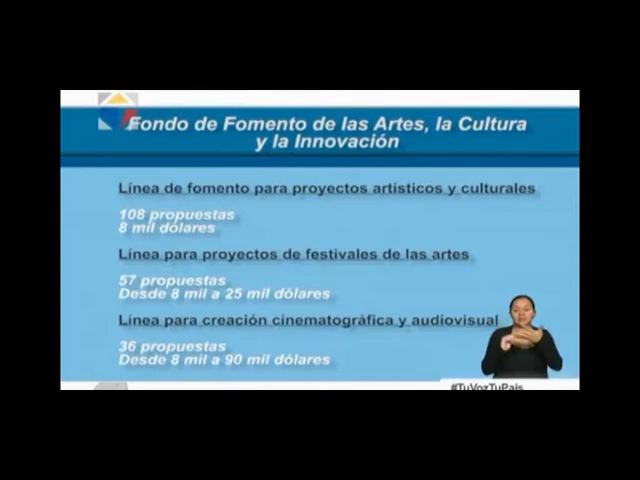 Fondo de Fomento de las Artes, la Cultura
y la Innovación
Línea de fomento para proyectos artísticos y culturales
108 propuestas
8 mil dólares
Línea para proyectos de festivales de las artes
57 propuestas
Desde 8 mil a 25 mil dólares
Línea para creación cinematográfica y audiovisual
36 propuestas
Desde 8 mil a 90 mil dólares
#TuVozTuPaís